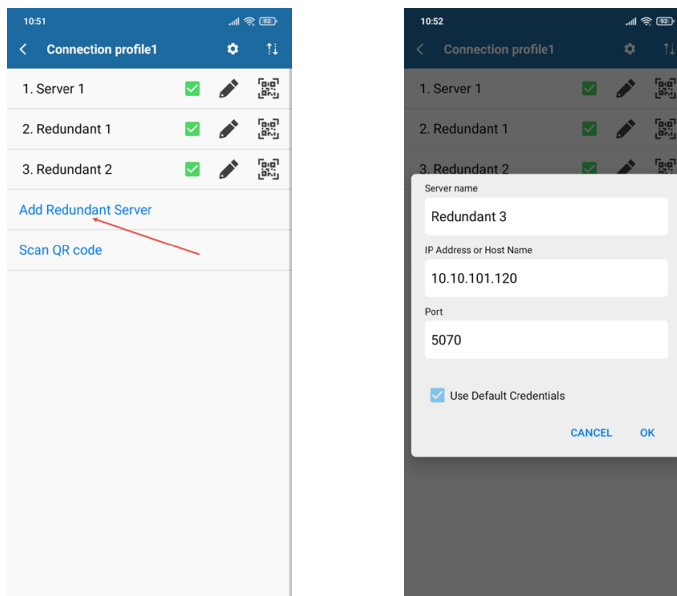 10:51
92
Connection profile1
1. Server 1
2. Redundant 1
3. Redundant 2
Add Redundant Server
Scan QR code
10:52
92
Connection profile1
1. Server 1
2. Redundant 1
3. Redundant 2
Server name
Redundant 3
IP Address or Host Name
10.10.101.120
Port
5070
Use Default Credentials
CANCEL OK